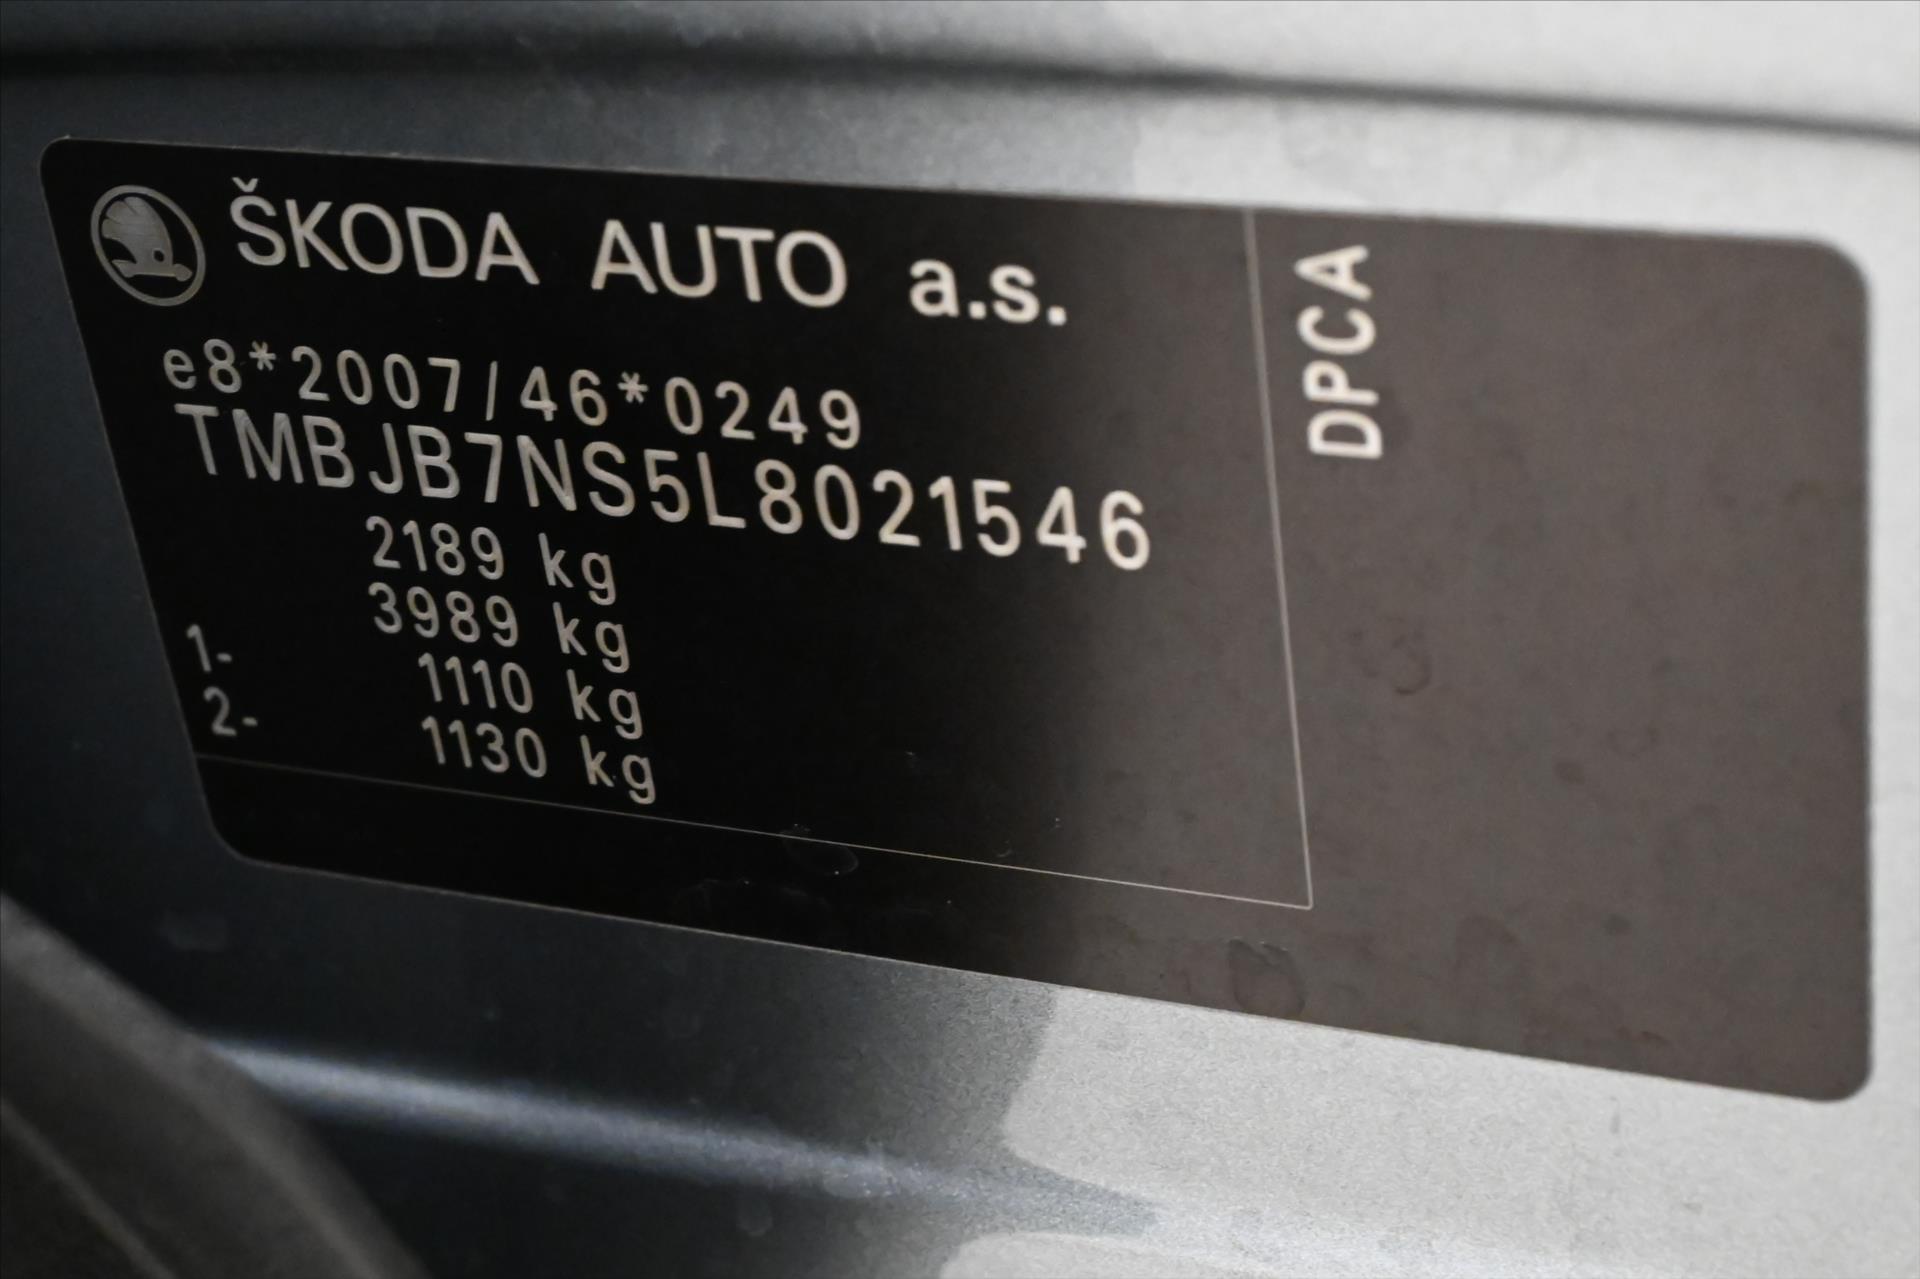 ŠKODA AUTO a.s.
e8*2007/46*0249
TMBJB7NS5L8021546
2189 kg
3989 kg
1- 1110 kg
2- 1130 kg
DPCA